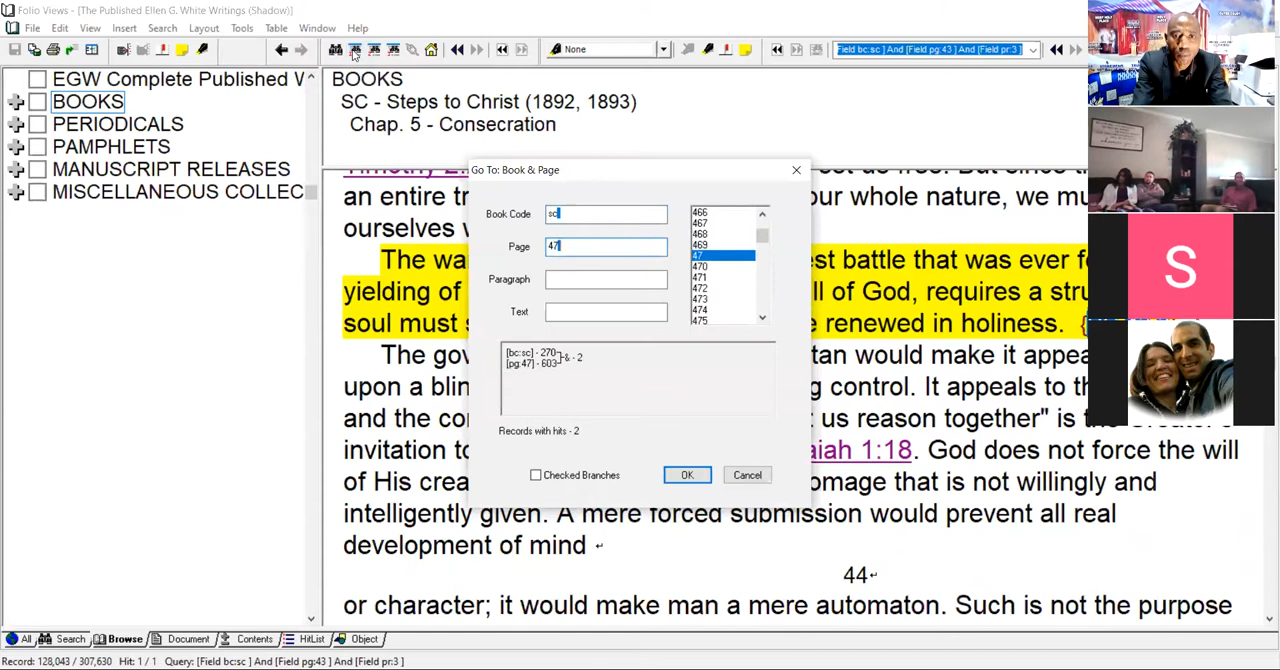 Folio Views - [The Published Ellen G. White Writings (Shadow)]
File Edit View Insert Search Layout Tools Table Window Help
None
[Field bc:sc ] And [Field pg:43 ] And [Field pr:3 ]
EGW Complete Published W
BOOKS
PERIODICALS
PAMPHLETS
MANUSCRIPT RELEASES
MISCELLANEOUS COLLEC
BOOKS
SC - Steps to Christ (1892, 1893)
Chap. 5 - Consecration
an entire tr
our whole nature, we mu
ourselves
The wa
est battle that was ever f
yielding of
ll of God, requires a stru
soul must s
e renewed in holiness.
The gov
tan would make it appea
upon a blin
g control. It appeals to th
and the co
t us reason together" is
invitation to
aiah 1:18. God does not force the will
of His crea
omage that is not willingly and
intelligently given. A mere forced submission would prevent all real
development of mind
44
or character; it would make man a mere automaton. Such is not the purpose
Go To: Book & Page
Book Code
sc
Page
47
Paragraph
Text
466
467
468
469
47
470
471
472
473
474
475
[bc:sc] - 270
[pg:47] - 603
& - 2
Records with hits - 2
Checked Branches
OK
Cancel
S
All Search Browse Document Contents HitList Object
Record: 128,043 / 307,630 Hit: 1 / 1 Query: [Field bc:sc ] And [Field pg:43 ] And [Field pr:3 ]